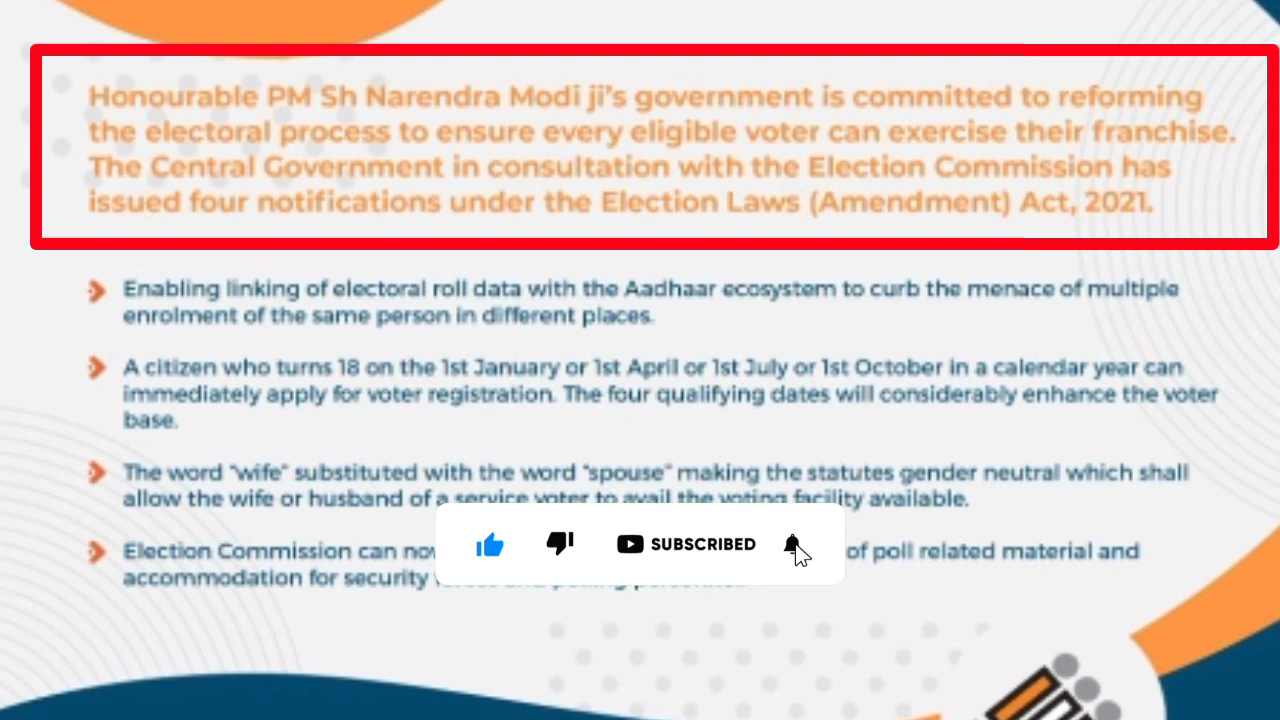 Honourable PM Sh Narendra Modi ji's government is committed to reforming
the electoral process to ensure every eligible voter can exercise their franchise.
The Central Government in consultation with the Election Commission has
issued four notifications under the Election Laws (Amendment) Act, 2021.
Enabling linking of electoral roll data with the Aadhaar ecosystem to curb the menace of multiple
enrolment of the same person in different places.
A citizen who turns 18 on the 1st January or 1st April or 1st July or 1st October in a calendar year can
immediately apply for voter registration. The four qualifying dates will considerably enhance the voter
base.
The word "wife" substituted with the word "spouse" making the statutes gender neutral which shall
allow the wife or husband of a service voter to avail the voting facility available.
Election Commission can now of poll related material and
accommodation for security
SUBSCRIBED